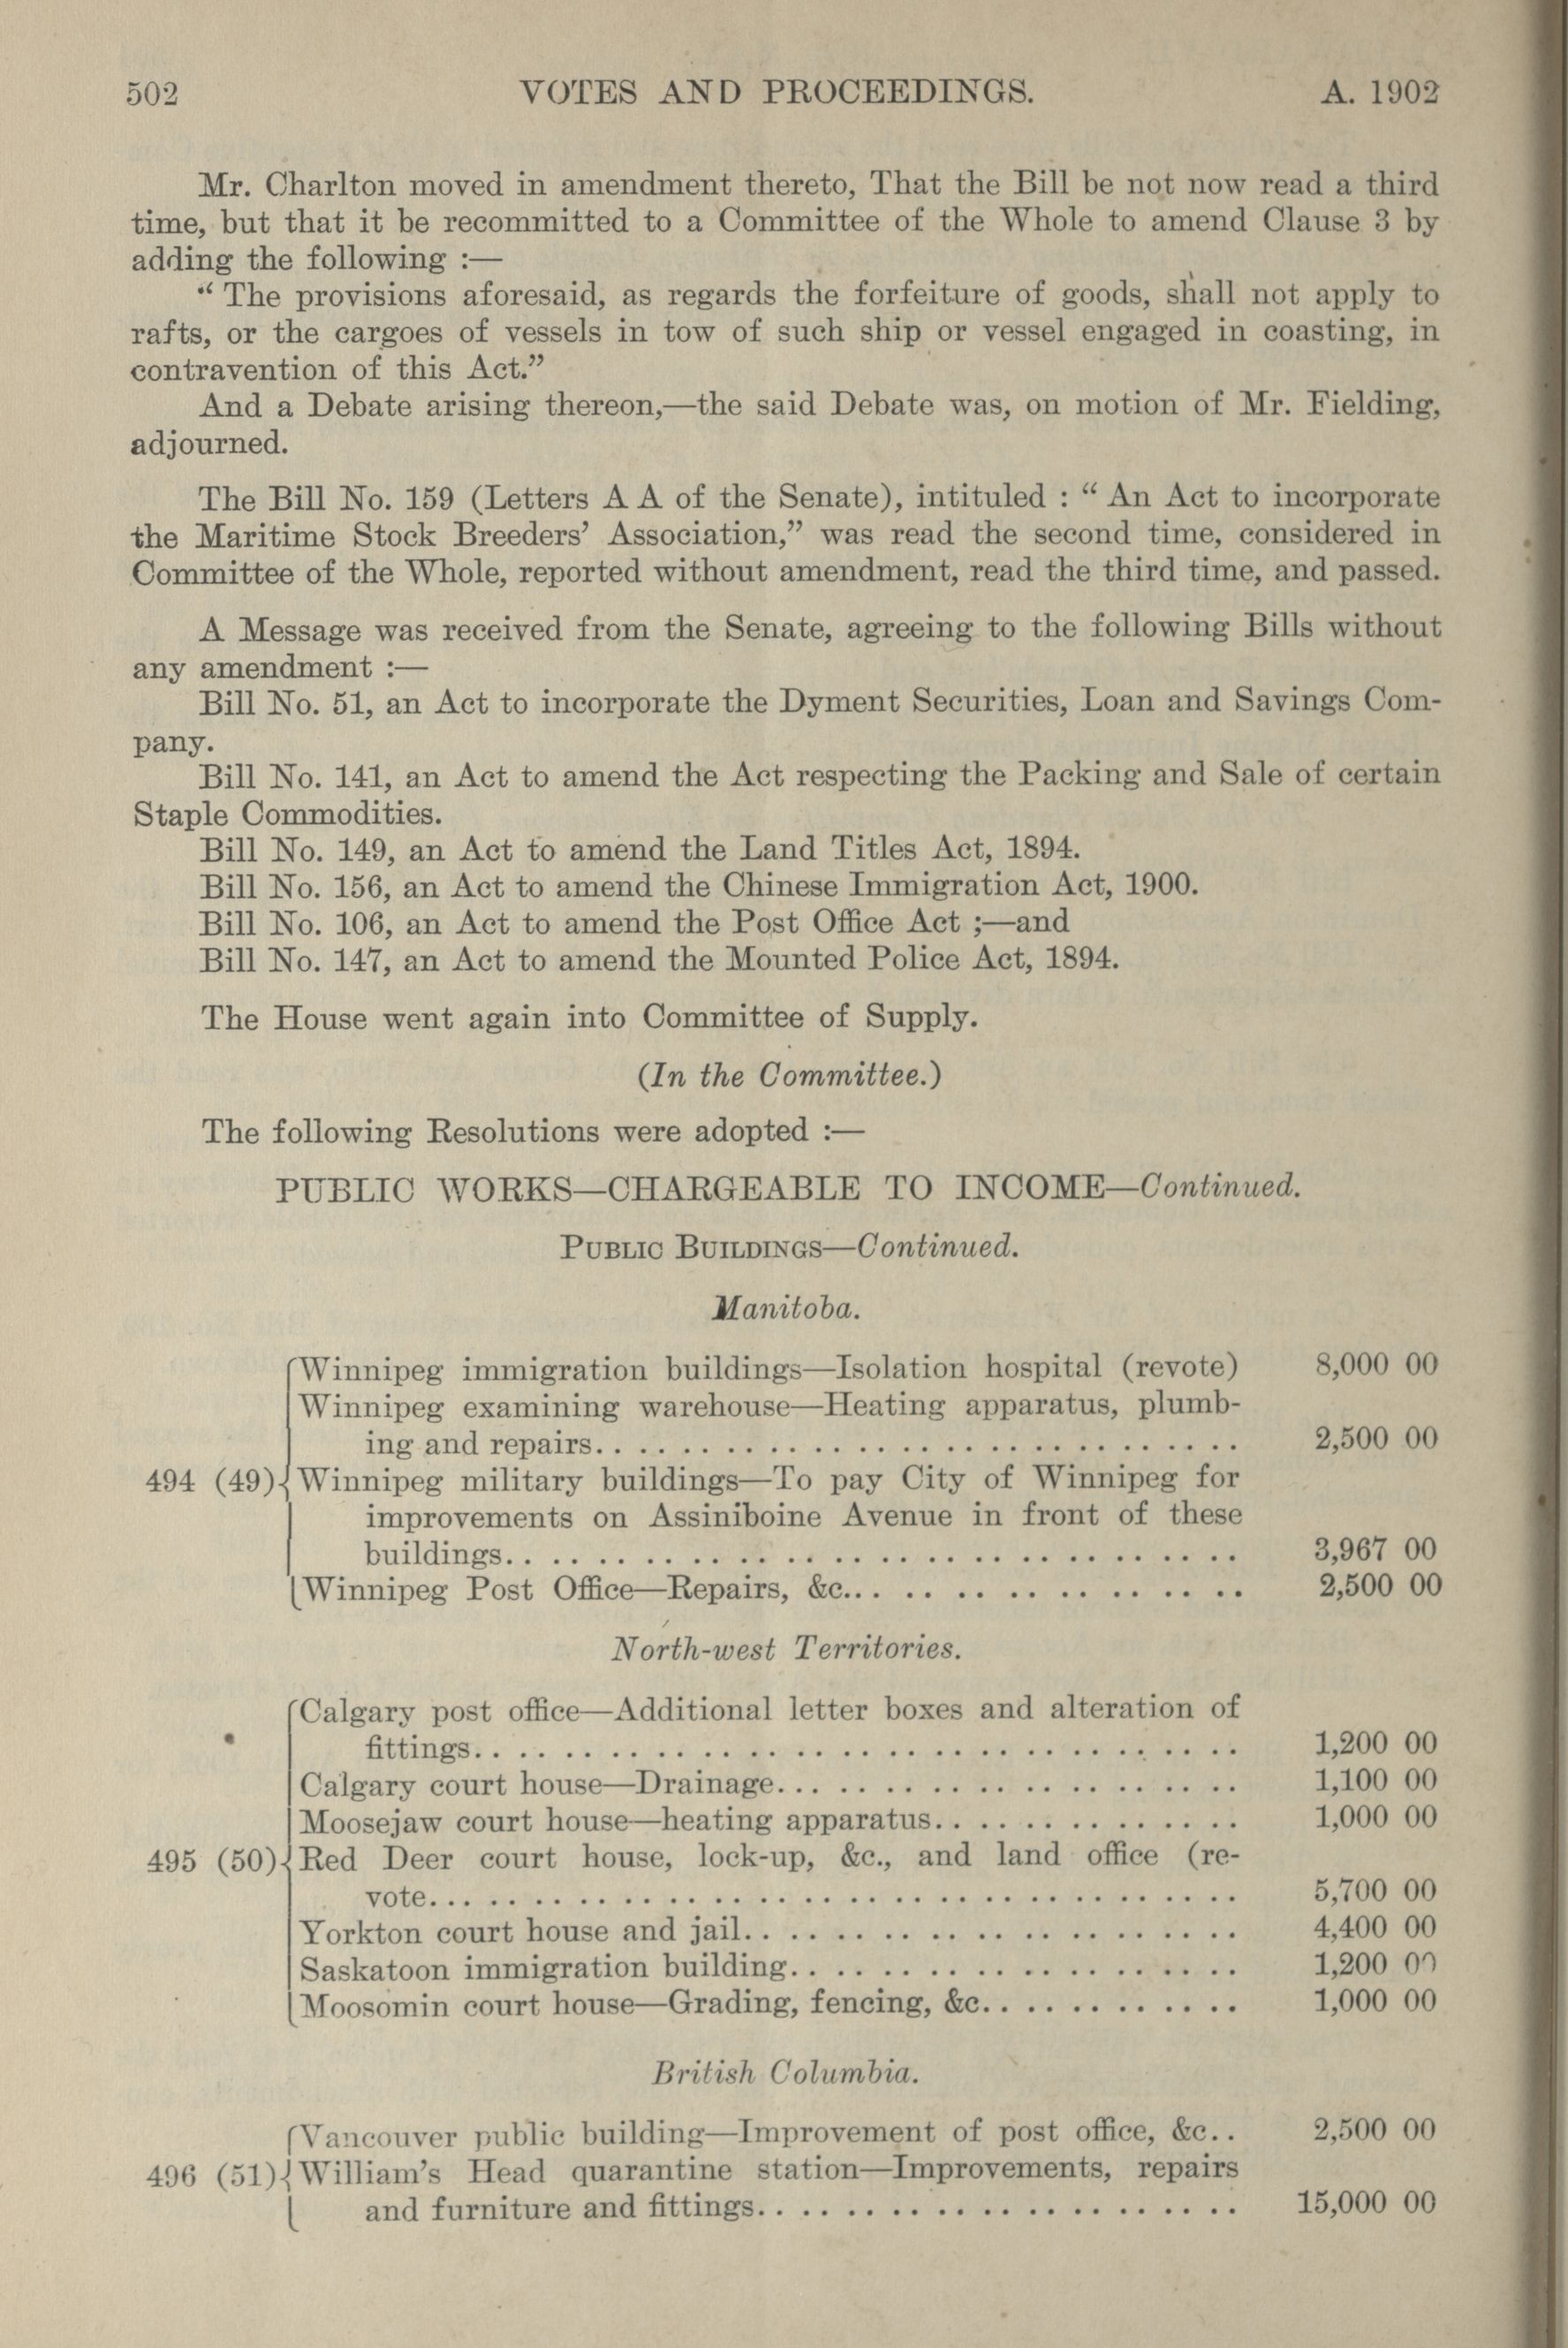 502 VOTES AND PROCEEDINGS. A. 1902
Mr. Charlton moved in amendment thereto, That the Bill be not now read a third
time, but that it be recommitted to a Committee of the Whole to amend Clause 3 by
adding the following :—
“ The provisions aforesaid, as regards the forfeiture of goods, shall not apply to
rafts, or the cargoes of vessels in tow of such ship or vessel engaged in coasting, in
contravention of this Act.”
And a Debate arising thereon,—the said Debate was, on motion of Mr. Fielding,
adjourned.
The Bill No. 159 (Letters A A of the Senate), intituled : “ An Act to incorporate
the Maritime Stock Breeders’ Association,” was read the second time, considered in
Committee of the Whole, reported without amendment, read the third time, and passed.
A Message was received from the Senate, agreeing to the following Bills without
any amendment :—
Bill No. 51, an Act to incorporate the Dyment Securities, Loan and Savings Com-
pany.
Bill No. 141, an Act to amend the Act respecting the Packing and Sale of certain
Staple Commodities.
Bill No. 149, an Act to amend the Land Titles Act, 1894.
Bill No. 156, an Act to amend the Chinese Immigration Act, 1900.
Bill No. 106, an Act to amend the Post Office Act ;—and
Bill No. 147, an Act to amend the Mounted Police Act, 1894.
The House went again into Committee of Supply.
(In the Committee.)
The following Resolutions were adopted :—
PUBLIC WORKS—CHARGEABLE TO INCOME—Continued.
PUBLIC BUILDINGS—Continued.
Manitoba.
Winnipeg immigration buildings—Isolation hospital (revote) 8,000 00
Winnipeg examining warehouse—Heating apparatus, plumb-
ing and repairs........ 2,500 00
494 (49) { Winnipeg military buildings—To pay City of Winnipeg for
improvements on Assiniboine Avenue in front of these
buildings........ 3,967 00
Winnipeg Post Office—Repairs, &c........ 2,500 00
North-west Territories.
Calgary post office—Additional letter boxes and alteration of
fittings........ 1,200 00
Calgary court house—Drainage........ 1,100 00
Moosejaw court house—heating apparatus........ 1,000 00
495 (50) { Red Deer court house, lock-up, &c., and land office (re-
vote........ 5,700 00
Yorkton court house and jail........ 4,400 00
Saskatoon immigration building........ 1,200 00
Moosomin court house—Grading, fencing, &c........ 1,000 00
British Columbia.
Vancouver public building—Improvement of post office, &c.. 2,500 00
496 (51) { William’s Head quarantine station—Improvements, repairs
and furniture and fittings........ 15,000 00